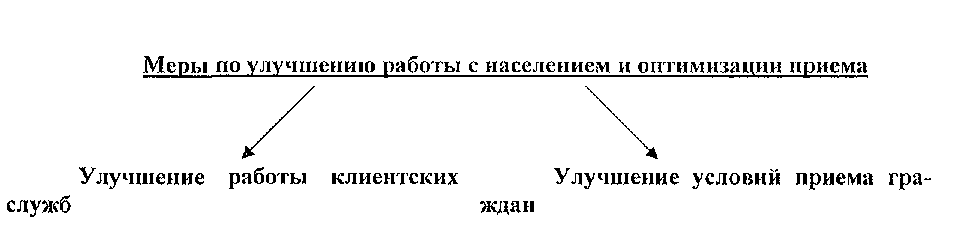 Меры по улучшению работы с населением и оптимизации приема
Улучшение работы клиентских служб
Улучшение условий приема гра-
ждан